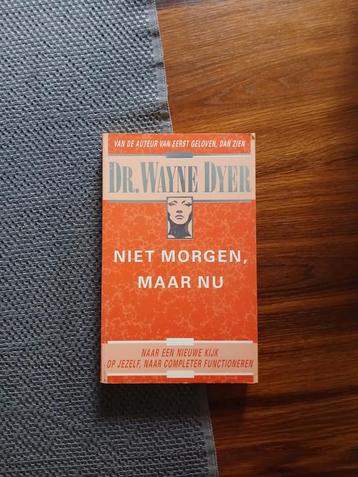 VAN DE AUTEUR VAN EERST GELOVEN, DAN ZIEN
DR. WAYNE DYER
NIET MORGEN,
MAAR NU
NAAR EEN NIEUWE KIJK
OP JEZELF, NAAR COMPLETER FUNCTIONEREN